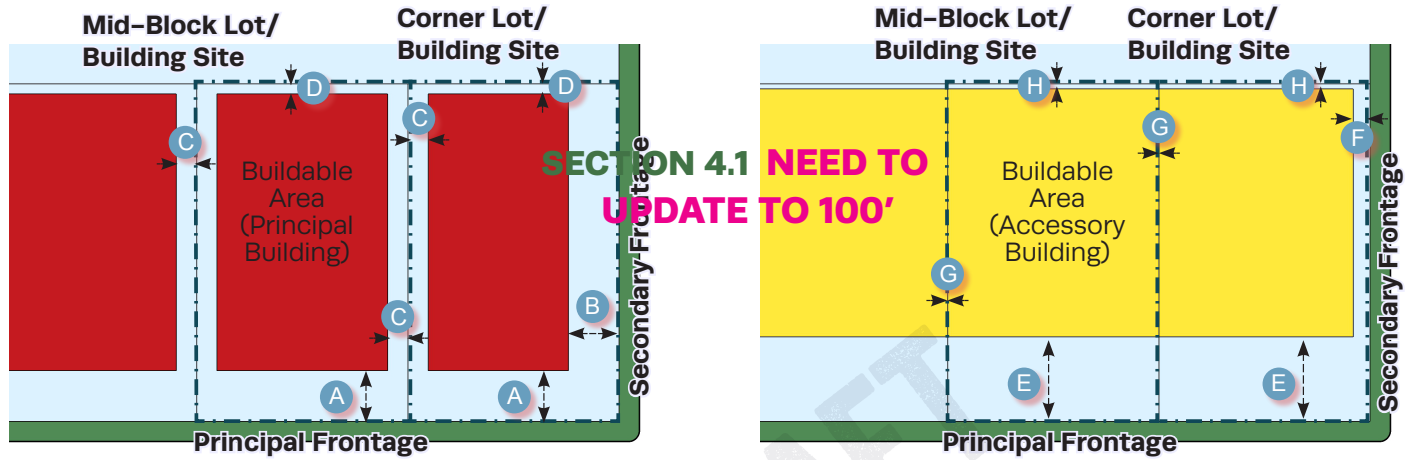 Mid-Block Lot/
Building Site
Corner Lot/
Building Site
D
D
C
C
Buildable
Area
(Principal
Building)
C
B
A
A
Secondary Frontage
Principal Frontage
SECTION 4.1 NEED TO
UPDATE TO 100’
Mid-Block Lot/
Building Site
Corner Lot/
Building Site
H
H
G
F
Buildable
Area
(Accessory
Building)
G
E
E
Secondary Frontage
Principal Frontage